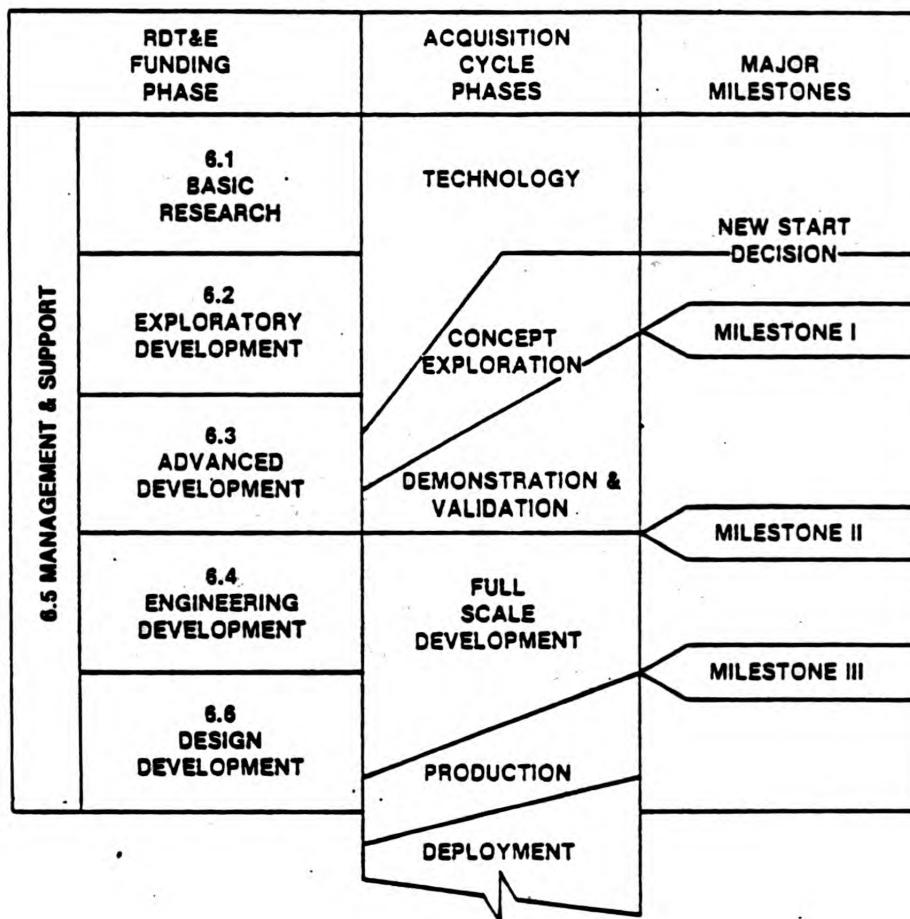 RDT&E
FUNDING
PHASE
ACQUISITION
CYCLE
PHASES
MAJOR
MILESTONES
6.5 MANAGEMENT & SUPPORT
6.1
BASIC
RESEARCH
6.2
EXPLORATORY
DEVELOPMENT
6.3
ADVANCED
DEVELOPMENT
6.4
ENGINEERING
DEVELOPMENT
6.6
DESIGN
DEVELOPMENT
TECHNOLOGY
CONCEPT
EXPLORATION
DEMONSTRATION &
VALIDATION
FULL
SCALE
DEVELOPMENT
PRODUCTION
DEPLOYMENT
NEW START
DECISION
MILESTONE I
MILESTONE II
MILESTONE III